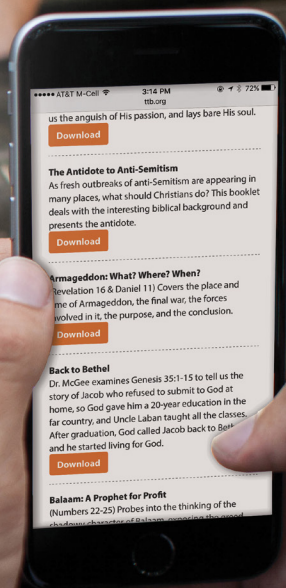 AT&T M-Cell 3:14 PM 72%
ttb.org
us the anguish of His passion, and lays bare His soul.
Download
The Antidote to Anti-Semitism
As fresh outbreaks of anti-Semitism are appearing in
many places, what should Christians do? This booklet
deals with the interesting biblical background and
presents the antidote.
Download
Armageddon: What? Where? When?
Revelation 16 & Daniel 11) Covers the place and
me of Armageddon, the final war, the forces
volved in it, the purpose, and the conclusion.
Download
Back to Bethel
Dr. McGee examines Genesis 35:1-15 to tell us the
story of Jacob who refused to submit to God at
home, so God gave him a 20-year education in the
far country, and Uncle Laban taught all the classes.
After graduation, God called Jacob back to Beth
and he started living for God.
Download
Balaam: A Prophet for Profit
(Numbers 22-25) Probes into the thinking of the
shadowy character of Balaam, exposing the greed